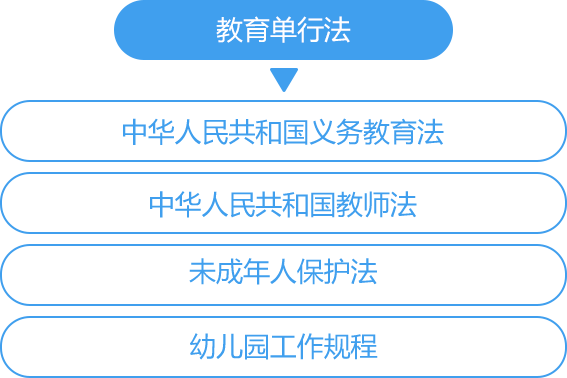 教育单行法
中华人民共和国义务教育法
中华人民共和国教师法
未成年人保护法
幼儿园工作规程